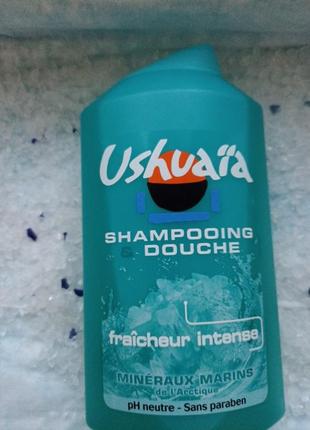 Ushuaïa
SHAMPOOING
& DOUCHE
fraîcheur intense
MINÉRAUX MARINS
de l'Arctique
pH neutre - Sans paraben